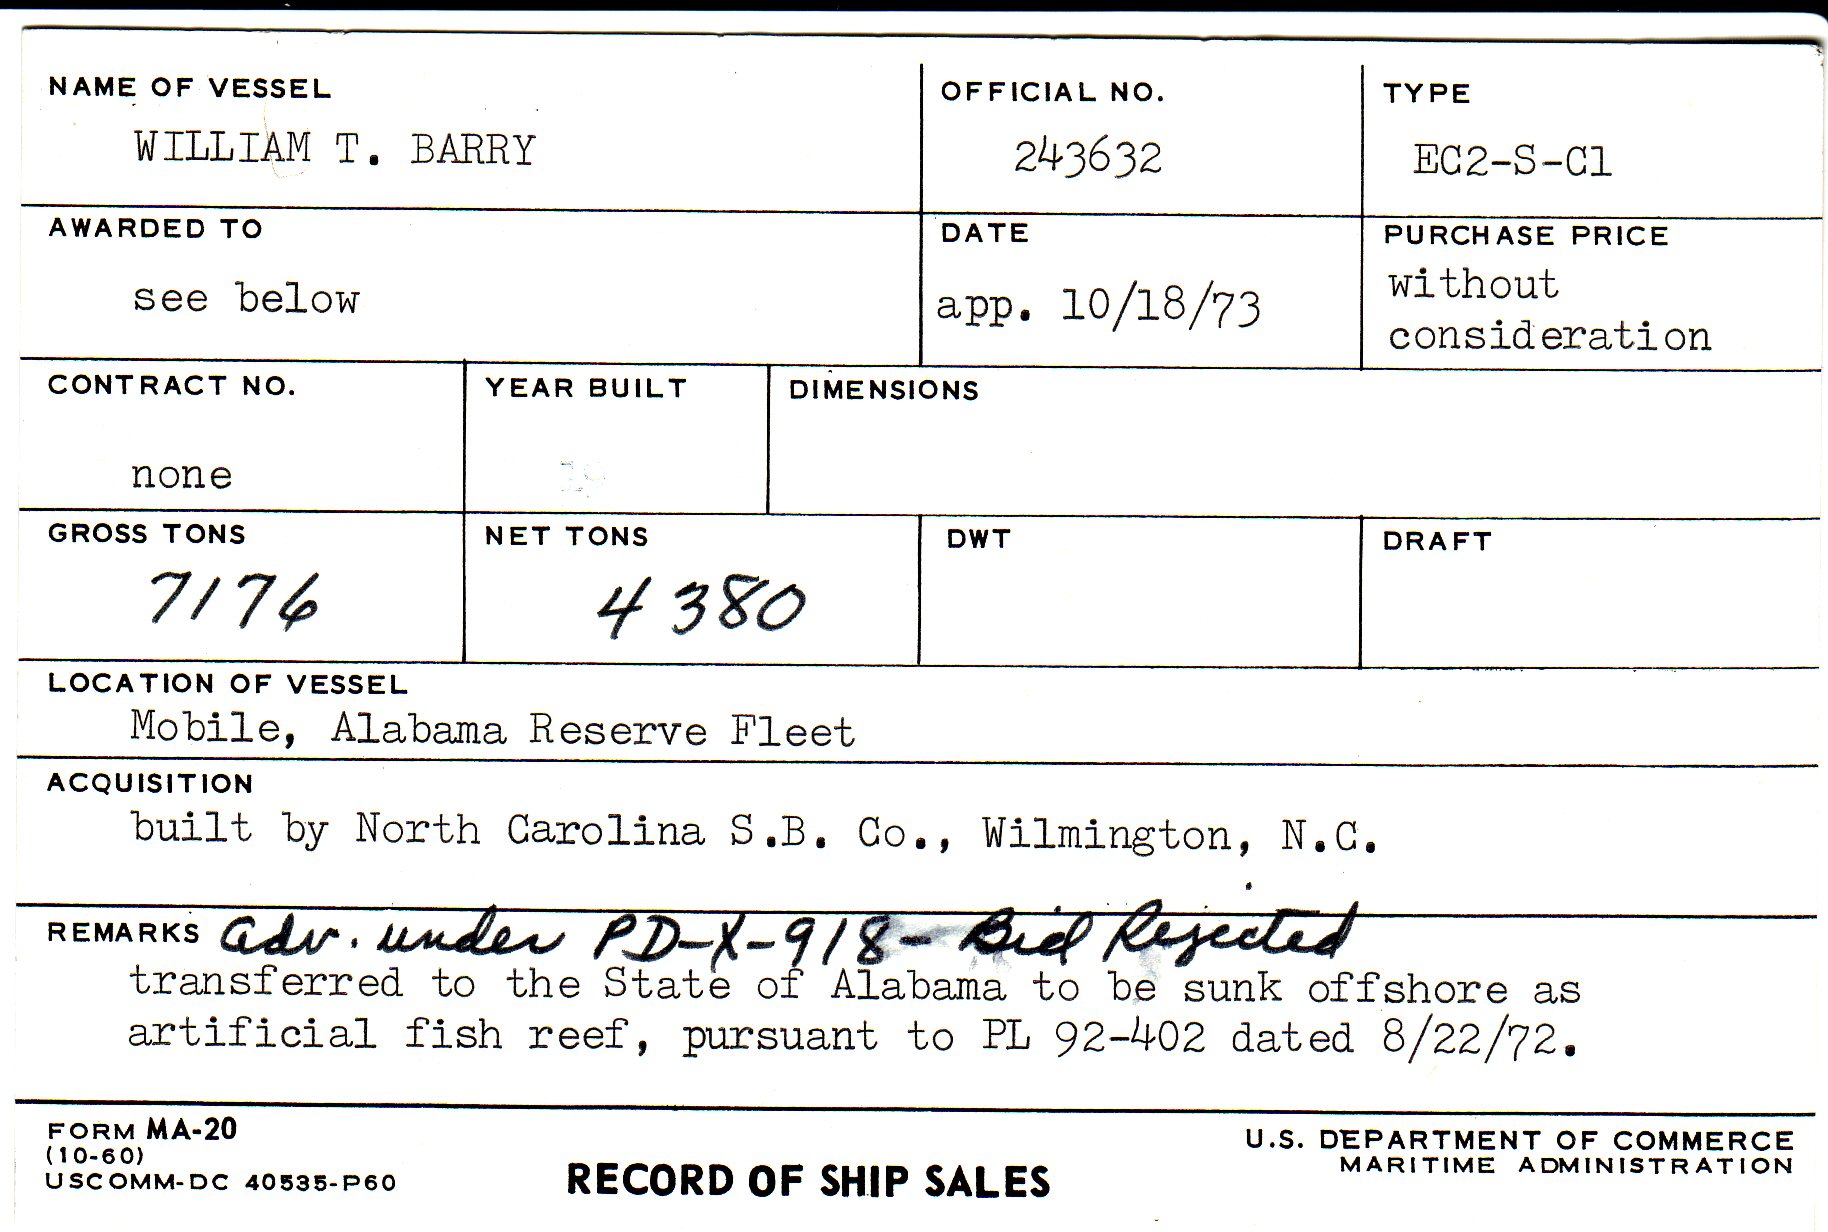 NAME OF VESSEL
WILLIAM T. BARRY
OFFICIAL NO.
243632
TYPE
EC2-S-C1
AWARDED TO
see below
DATE
app. 10/18/73
PURCHASE PRICE
without
consideration
CONTRACT NO.
none
YEAR BUILT
DIMENSIONS
GROSS TONS
7176
NET TONS
4380
DWT
DRAFT
LOCATION OF VESSEL
Mobile, Alabama Reserve Fleet
ACQUISITION
built by North Carolina S.B. Co., Wilmington, N.C.
REMARKS adv. under PD-X-918- Bid Rejected
transferred to the State of Alabama to be sunk offshore as
artificial fish reef, pursuant to PL 92-402 dated 8/22/72.
FORM MA-20
(10-60)
USCOMM-DC 40535-P60
RECORD OF SHIP SALES
U.S. DEPARTMENT OF COMMERCE
MARITIME ADMINISTRATION